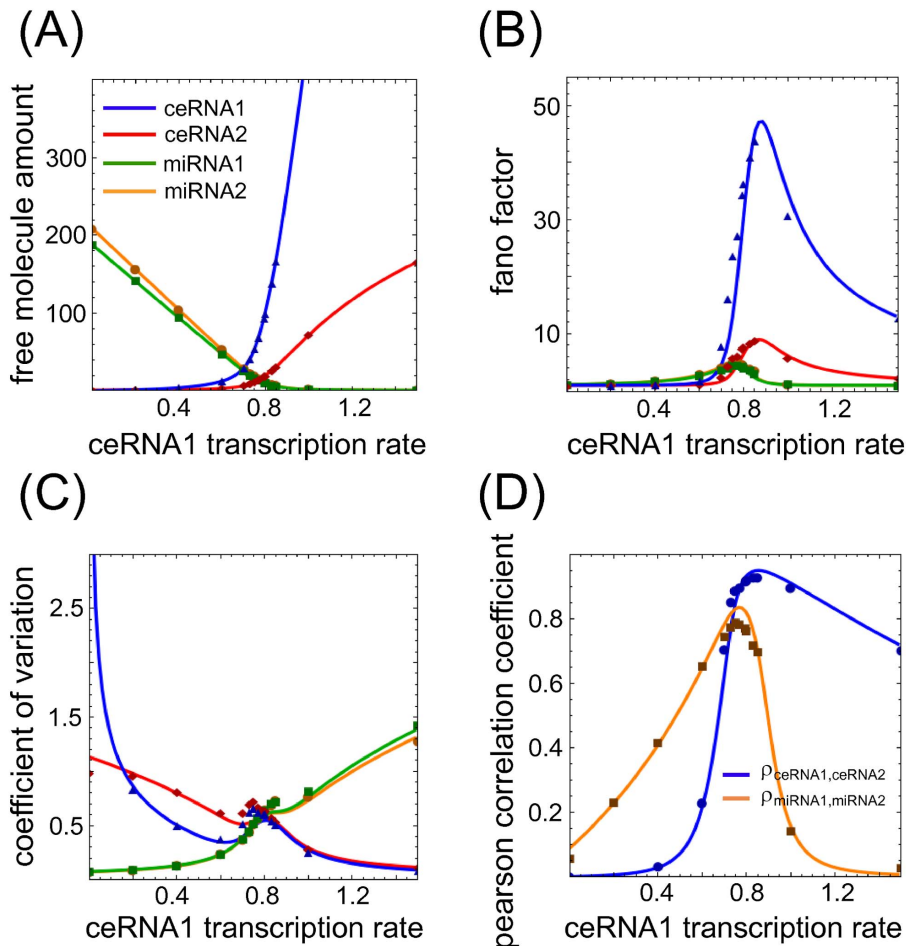 (A)
free molecule amount
300
200
100
ceRNA1
ceRNA2
miRNA1
miRNA2
0.4
0.8
1.2
ceRNA1 transcription rate
(B)
fano factor
50
30
10
0.4
0.8
1.2
ceRNA1 transcription rate
(C)
coefficient of variation
2.5
1.5
0.5
0.4
0.8
1.2
ceRNA1 transcription rate
(D)
pearson correlation coefficient
0.8
0.6
0.4
0.2
ρceRNA1,ceRNA2
ρmiRNA1,miRNA2
0.4
0.8
1.2
ceRNA1 transcription rate